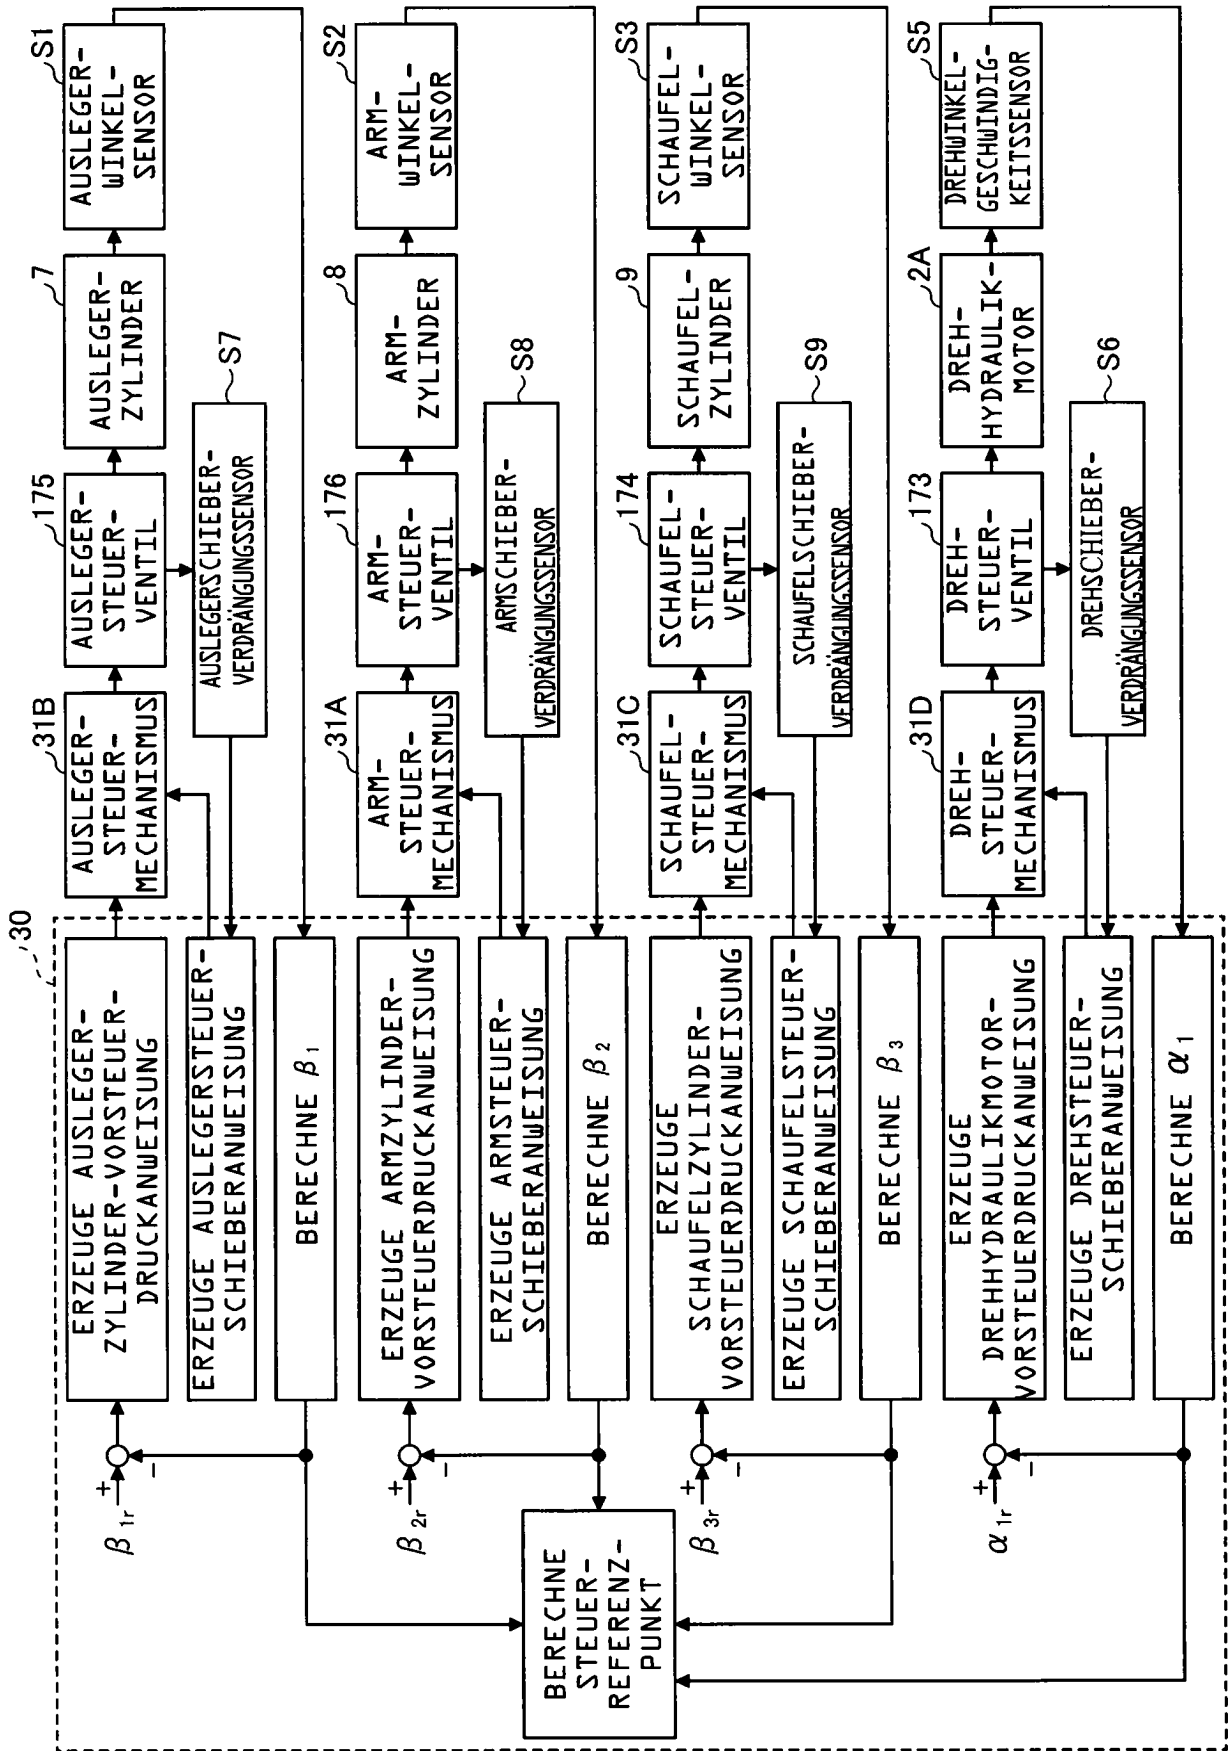 30
β1r
+
−
ERZEUGE AUSLEGER-
ZYLINDER-VORSTEUER-
DRUCKANWEISUNG
31B
AUSLEGER-
STEUER-
MECHANISMUS
175
AUSLEGER-
STEUER-
VENTIL
7
AUSLEGER-
ZYLINDER
S1
AUSLEGER-
WINKEL-
SENSOR
ERZEUGE AUSLEGERSTEUER-
SCHIEBERANWEISUNG
AUSLEGERSCHIEBER-
VERDRÄNGUNGSSENSOR
S7
BERECHNE β1
β2r
+
−
ERZEUGE ARMZYLINDER-
VORSTEUERDRUCKANWEISUNG
31A
ARM-
STEUER-
MECHANISMUS
176
ARM-
STEUER-
VENTIL
8
ARM-
ZYLINDER
S2
ARM-
WINKEL-
SENSOR
ERZEUGE ARMSTEUER-
SCHIEBERANWEISUNG
ARMSCHIEBER-
VERDRÄNGUNGSSENSOR
S8
BERECHNE β2
BERECHNE
STEUER-
REFERENZ-
PUNKT
β3r
+
−
ERZEUGE
SCHAUFELZYLINDER-
VORSTEUERDRUCKANWEISUNG
31C
SCHAUFEL-
STEUER-
MECHANISMUS
174
SCHAUFEL-
STEUER-
VENTIL
9
SCHAUFEL-
ZYLINDER
S3
SCHAUFEL-
WINKEL-
SENSOR
ERZEUGE SCHAUFELSTEUER-
SCHIEBERANWEISUNG
SCHAUFELSCHIEBER-
VERDRÄNGUNGSSENSOR
S9
BERECHNE β3
α1r
+
−
ERZEUGE
DREHHYDRAULIKMOTOR-
VORSTEUERDRUCKANWEISUNG
31D
DREH-
STEUER-
MECHANISMUS
173
DREH-
STEUER-
VENTIL
2A
DREH-
HYDRAULIK-
MOTOR
S5
DREHWINKEL-
GESCHWINDIG-
KEITSSENSOR
ERZEUGE DREHSTEUER-
SCHIEBERANWEISUNG
DREHSCHIEBER-
VERDRÄNGUNGSSENSOR
S6
BERECHNE α1